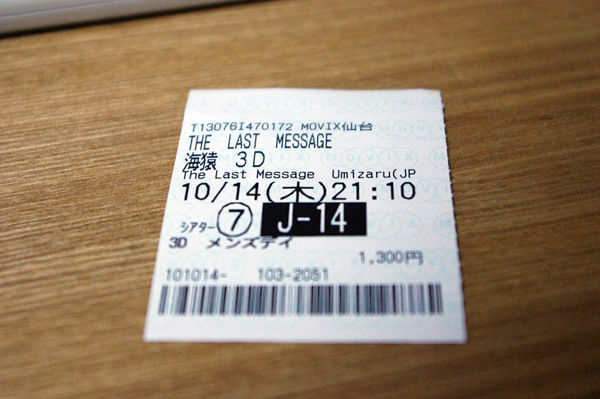 T13076I470172 MOVIX仙台
THE LAST MESSAGE
海猿 3D
The Last Message Umizaru(JP
10/14(木)21:10
シアター 7 J-14
3D メンズデイ
1,300円
101014- 103-2051